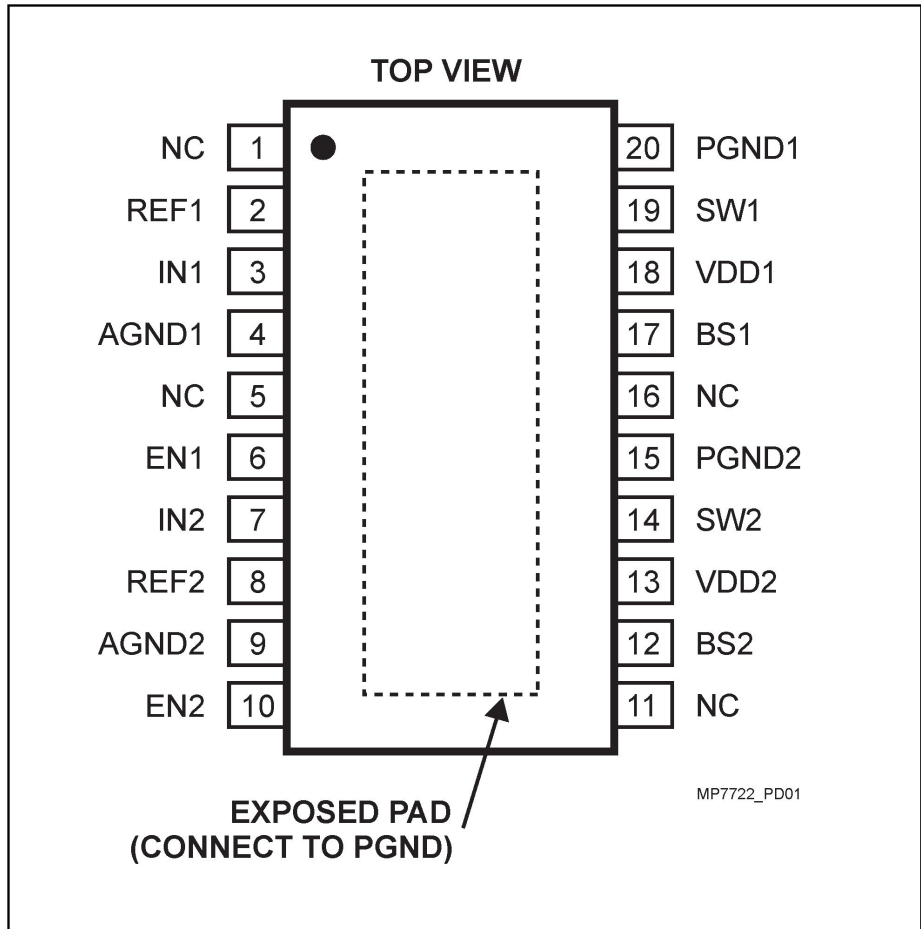 TOP VIEW
NC 1 20 PGND1
REF1 2 19 SW1
IN1 3 18 VDD1
AGND1 4 17 BS1
NC 5 16 NC
EN1 6 15 PGND2
IN2 7 14 SW2
REF2 8 13 VDD2
AGND2 9 12 BS2
EN2 10 11 NC
MP7722_PD01
EXPOSED PAD
(CONNECT TO PGND)